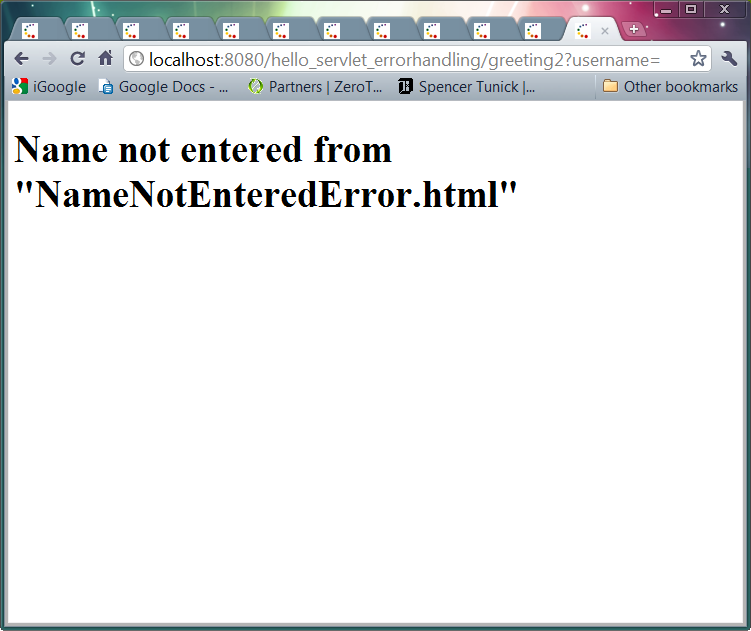 localhost:8080/hello_servlet_errorhandling/greeting2?username=
iGoogle Google Docs - ... Partners | ZeroT... Spencer Tunick |... Other bookmarks
Name not entered from
"NameNotEnteredError.html"